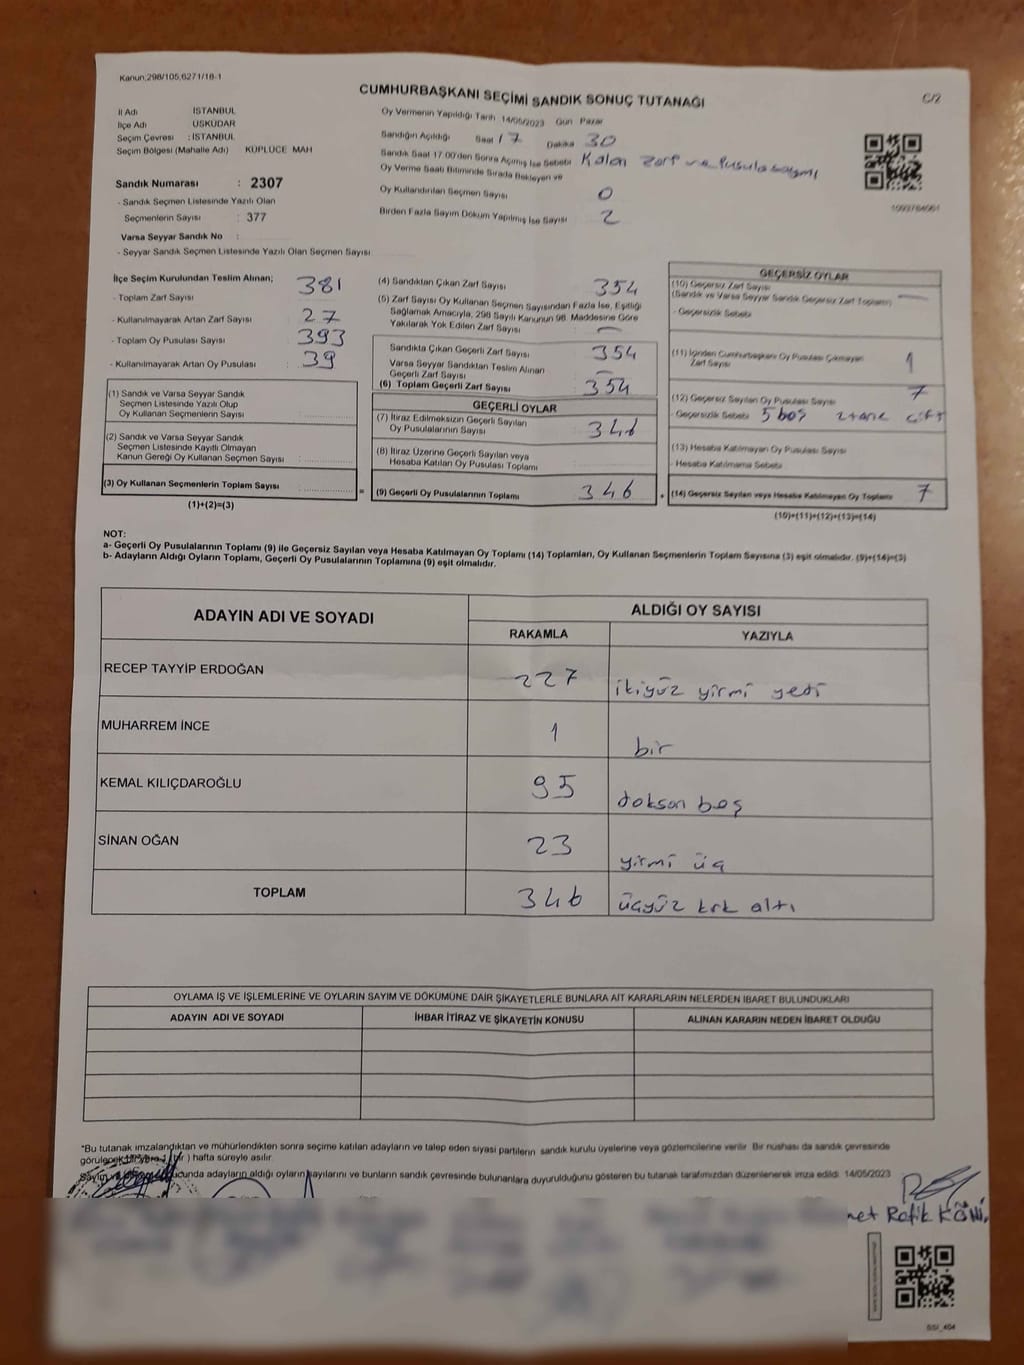 Kanun:298/105,6271/18-1
CUMHURBAŞKANI SEÇİMİ SANDIK SONUÇ TUTANAĞI
C/2
İl Adı İSTANBUL
İlçe Adı ÜSKÜDAR
Seçim Çevresi : İSTANBUL
Seçim Bölgesi (Mahalle Adı) KÜPLÜCE MAH
Sandık Numarası : 2307
- Sandık Seçmen Listesinde Yazılı Olan
Seçmenlerin Sayısı : 377
Varsa Seyyar Sandık No :
- Seyyar Sandık Seçmen Listesinde Yazılı Olan Seçmen Sayısı
Oy Vermenin Yapıldığı Tarih 14/05/2023 Gün Pazar
Sandığın Açıldığı Saat 17 Dakika 30
Sandık Saat 17:00'den Sonra Açılmış İse Sebebi Kalan zarf ve pusula sayımı
Oy Verme Saati Bitiminde Sırada Bekleyen ve
Oy Kullandırılan Seçmen Sayısı 0
Birden Fazla Sayım Döküm Yapılmış İse Sayısı 2
İlçe Seçim Kurulundan Teslim Alınan;
- Toplam Zarf Sayısı : 381
- Kullanılmayarak Artan Zarf Sayısı : 27
- Toplam Oy Pusulası Sayısı : 393
- Kullanılmayarak Artan Oy Pusulası : 39
(1) Sandık ve Varsa Seyyar Sandık
Seçmen Listesinde Yazılı Olup
Oy Kullanan Seçmenlerin Sayısı
(2) Sandık ve Varsa Seyyar Sandık
Seçmen Listesinde Kayıtlı Olmayan
Kanun Gereği Oy Kullanan Seçmen Sayısı :
(3) Oy Kullanan Seçmenlerin Toplam Sayısı : =
(1)+(2)=(3)
(4) Sandıktan Çıkan Zarf Sayısı 354
(5) Zarf Sayısı Oy Kullanan Seçmen Sayısından Fazla İse, Eşitliği
Sağlamak Amacıyla, 298 Sayılı Kanunun 98. Maddesine Göre
Yakılarak Yok Edilen Zarf Sayısı : —
Sandıkta Çıkan Geçerli Zarf Sayısı 354
Varsa Seyyar Sandıktan Teslim Alınan
Geçerli Zarf Sayısı —
(6) Toplam Geçerli Zarf Sayısı 354
GEÇERLİ OYLAR
(7) İtiraz Edilmeksizin Geçerli Sayılan
Oy Pusulalarının Sayısı 346
(8) İtiraz Üzerine Geçerli Sayılan veya
Hesaba Katılan Oy Pusulası Toplamı
(9) Geçerli Oy Pusulalarının Toplamı 346 +
GEÇERSİZ OYLAR
(10) Geçersiz Zarf Sayısı
(Sandık ve Varsa Seyyar Sandık Geçersiz Zarf Toplamı) —
- Geçersizlik Sebebi
(11) İçinden Cumhurbaşkanı Oy Pusulası Çıkmayan
Zarf Sayısı 1
(12) Geçersiz Sayılan Oy Pusulası Sayısı 7
- Geçersizlik Sebebi 5 boş 2 tane çift
(13) Hesaba Katılmayan Oy Pusulası Sayısı
- Hesaba Katılmama Sebebi
(14) Geçersiz Sayılan veya Hesaba Katılmayan Oy Toplamı 7
(10)+(11)+(12)+(13)=(14)
NOT:
a- Geçerli Oy Pusulalarının Toplamı (9) ile Geçersiz Sayılan veya Hesaba Katılmayan Oy Toplamı (14) Toplamları, Oy Kullanan Seçmenlerin Toplam Sayısına (3) eşit olmalıdır. (9)+(14)=(3)
b- Adayların Aldığı Oyların Toplamı, Geçerli Oy Pusulalarının Toplamına (9) eşit olmalıdır.
ADAYIN ADI VE SOYADI ALDIĞI OY SAYISI
RAKAMLA YAZIYLA
RECEP TAYYİP ERDOĞAN 227 ikiyüz yirmi yedi
MUHARREM İNCE 1 bir
KEMAL KILIÇDAROĞLU 95 doksan beş
SİNAN OĞAN 23 yirmi üç
TOPLAM 346 üçyüz kırk altı
OYLAMA İŞ VE İŞLEMLERİNE VE OYLARIN SAYIM VE DÖKÜMÜNE DAİR ŞİKAYETLERLE BUNLARA AİT KARARLARIN NELERDEN İBARET BULUNDUKLARI
ADAYIN ADI VE SOYADI İHBAR İTİRAZ VE ŞİKAYETİN KONUSU ALINAN KARARIN NEDEN İBARET OLDUĞU
*Bu tutanak imzalandıktan ve mühürlendikten sonra seçime katılan adayların ve talep eden siyasi partilerin sandık kurulu üyelerine veya gözlemcilerine verilir. Bir nüshası da sandık çevresinde
hafta süreyle asılır.
adayların aldığı oyların sayılarını ve bunların sandık çevresinde bulunanlara duyurulduğunu gösteren bu tutanak tarafımızdan düzenlenerek imza edildi. 14/05/2023
Refik
SSI_404